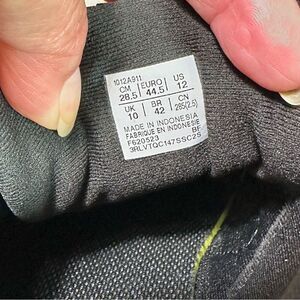 1012A911
CM EURO US
28.5 44.5 12
UK BR CN
10 42 285(2.5)
MADE IN INDONESIA
FABRIQUE EN INDONESIE
F620523 BF
3RLVTQC147SSC25